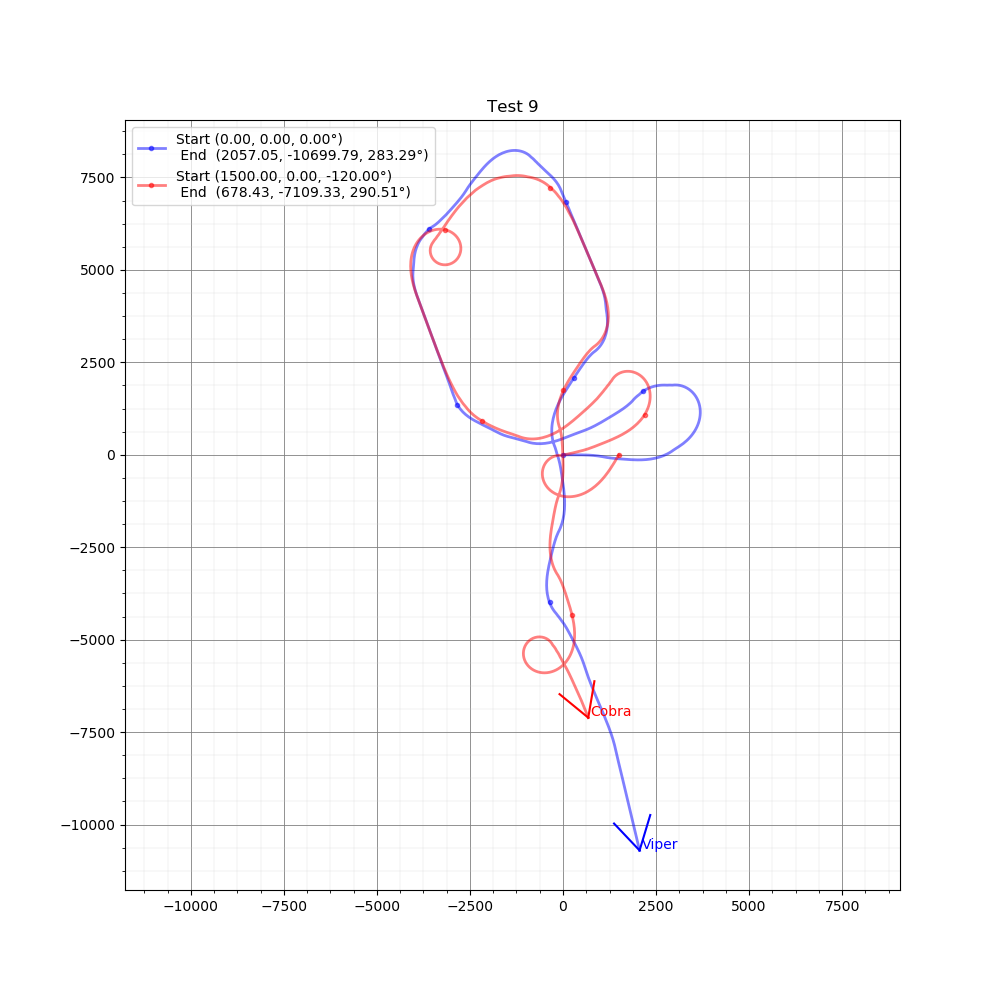 Test 9
Start (0.00, 0.00, 0.00°)
End (2057.05, -10699.79, 283.29°)
Start (1500.00, 0.00, -120.00°)
End (678.43, -7109.33, 290.51°)
7500
5000
2500
0
−2500
−5000
−7500
−10000
Cobra
Viper
−10000 −7500 −5000 −2500 0 2500 5000 7500